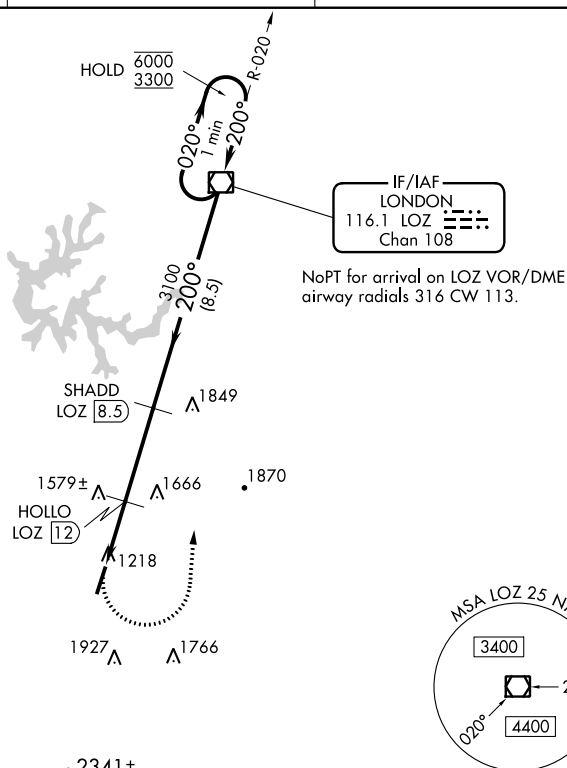 HOLD 6000
3300
R-020
020°
1 min
200°
IF/IAF
LONDON
116.1 LOZ
Chan 108
NoPT for arrival on LOZ VOR/DME
airway radials 316 CW 113.
3100
200°
(8.5)
SHADD
LOZ 8.5
1849
1579±
1666
1870
HOLLO
LOZ 12
1218
1927
1766
MSA LOZ 25
3400
020°
4400
2341±